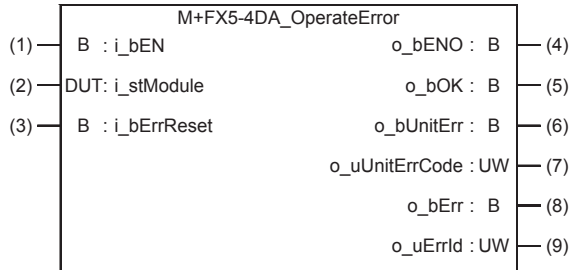 M+FX5-4DA_OperateError
(1) B : i_bEN o_bENO : B (4)
(2) DUT: i_stModule o_bOK : B (5)
(3) B : i_bErrReset o_bUnitErr : B (6)
o_uUnitErrCode : UW (7)
o_bErr : B (8)
o_uErrId : UW (9)